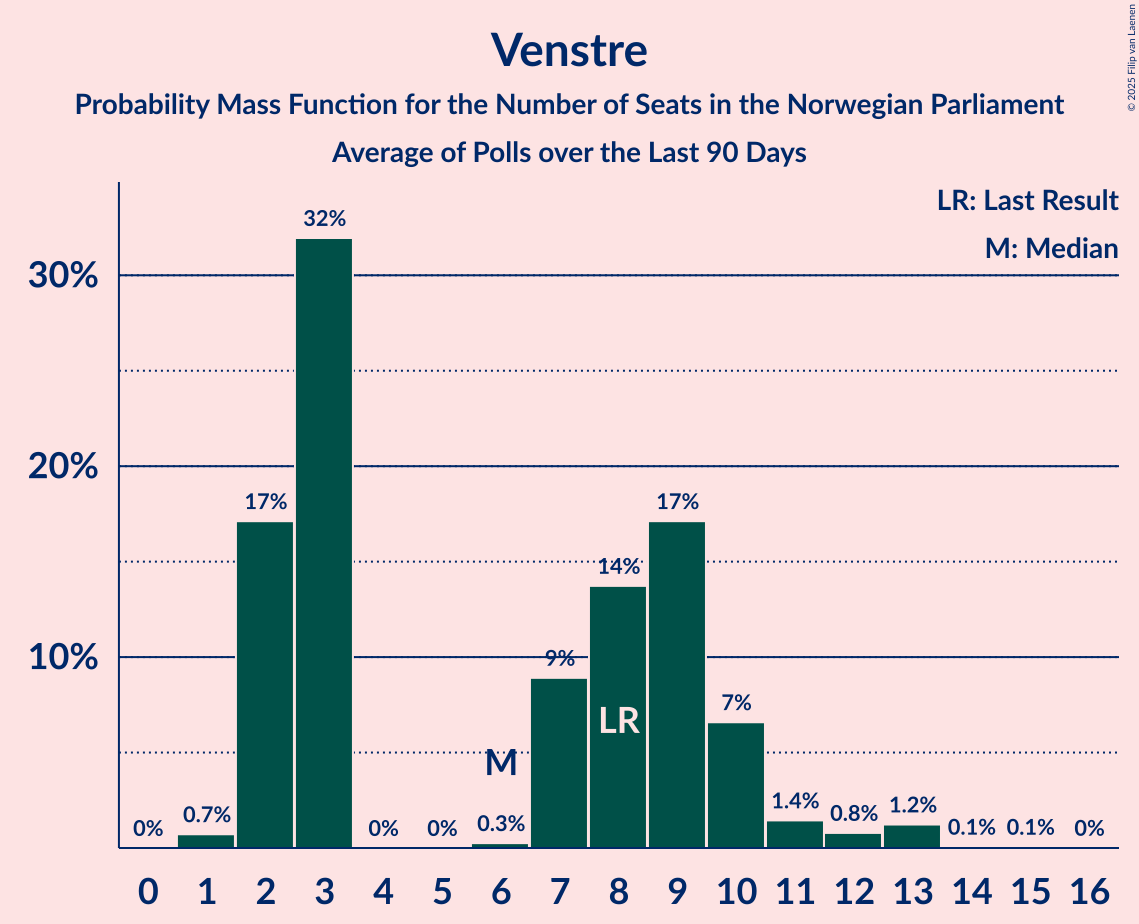 Venstre
Probability Mass Function for the Number of Seats in the Norwegian Parliament
Average of Polls over the Last 90 Days
© 2025 Filip van Laenen
LR: Last Result
M: Median
30%
20%
10%
0%
0.7%
17%
32%
0%
0%
0.3%
9%
14%
17%
7%
1.4%
0.8%
1.2%
0.1%
0.1%
0%
M
LR
0 1 2 3 4 5 6 7 8 9 10 11 12 13 14 15 16